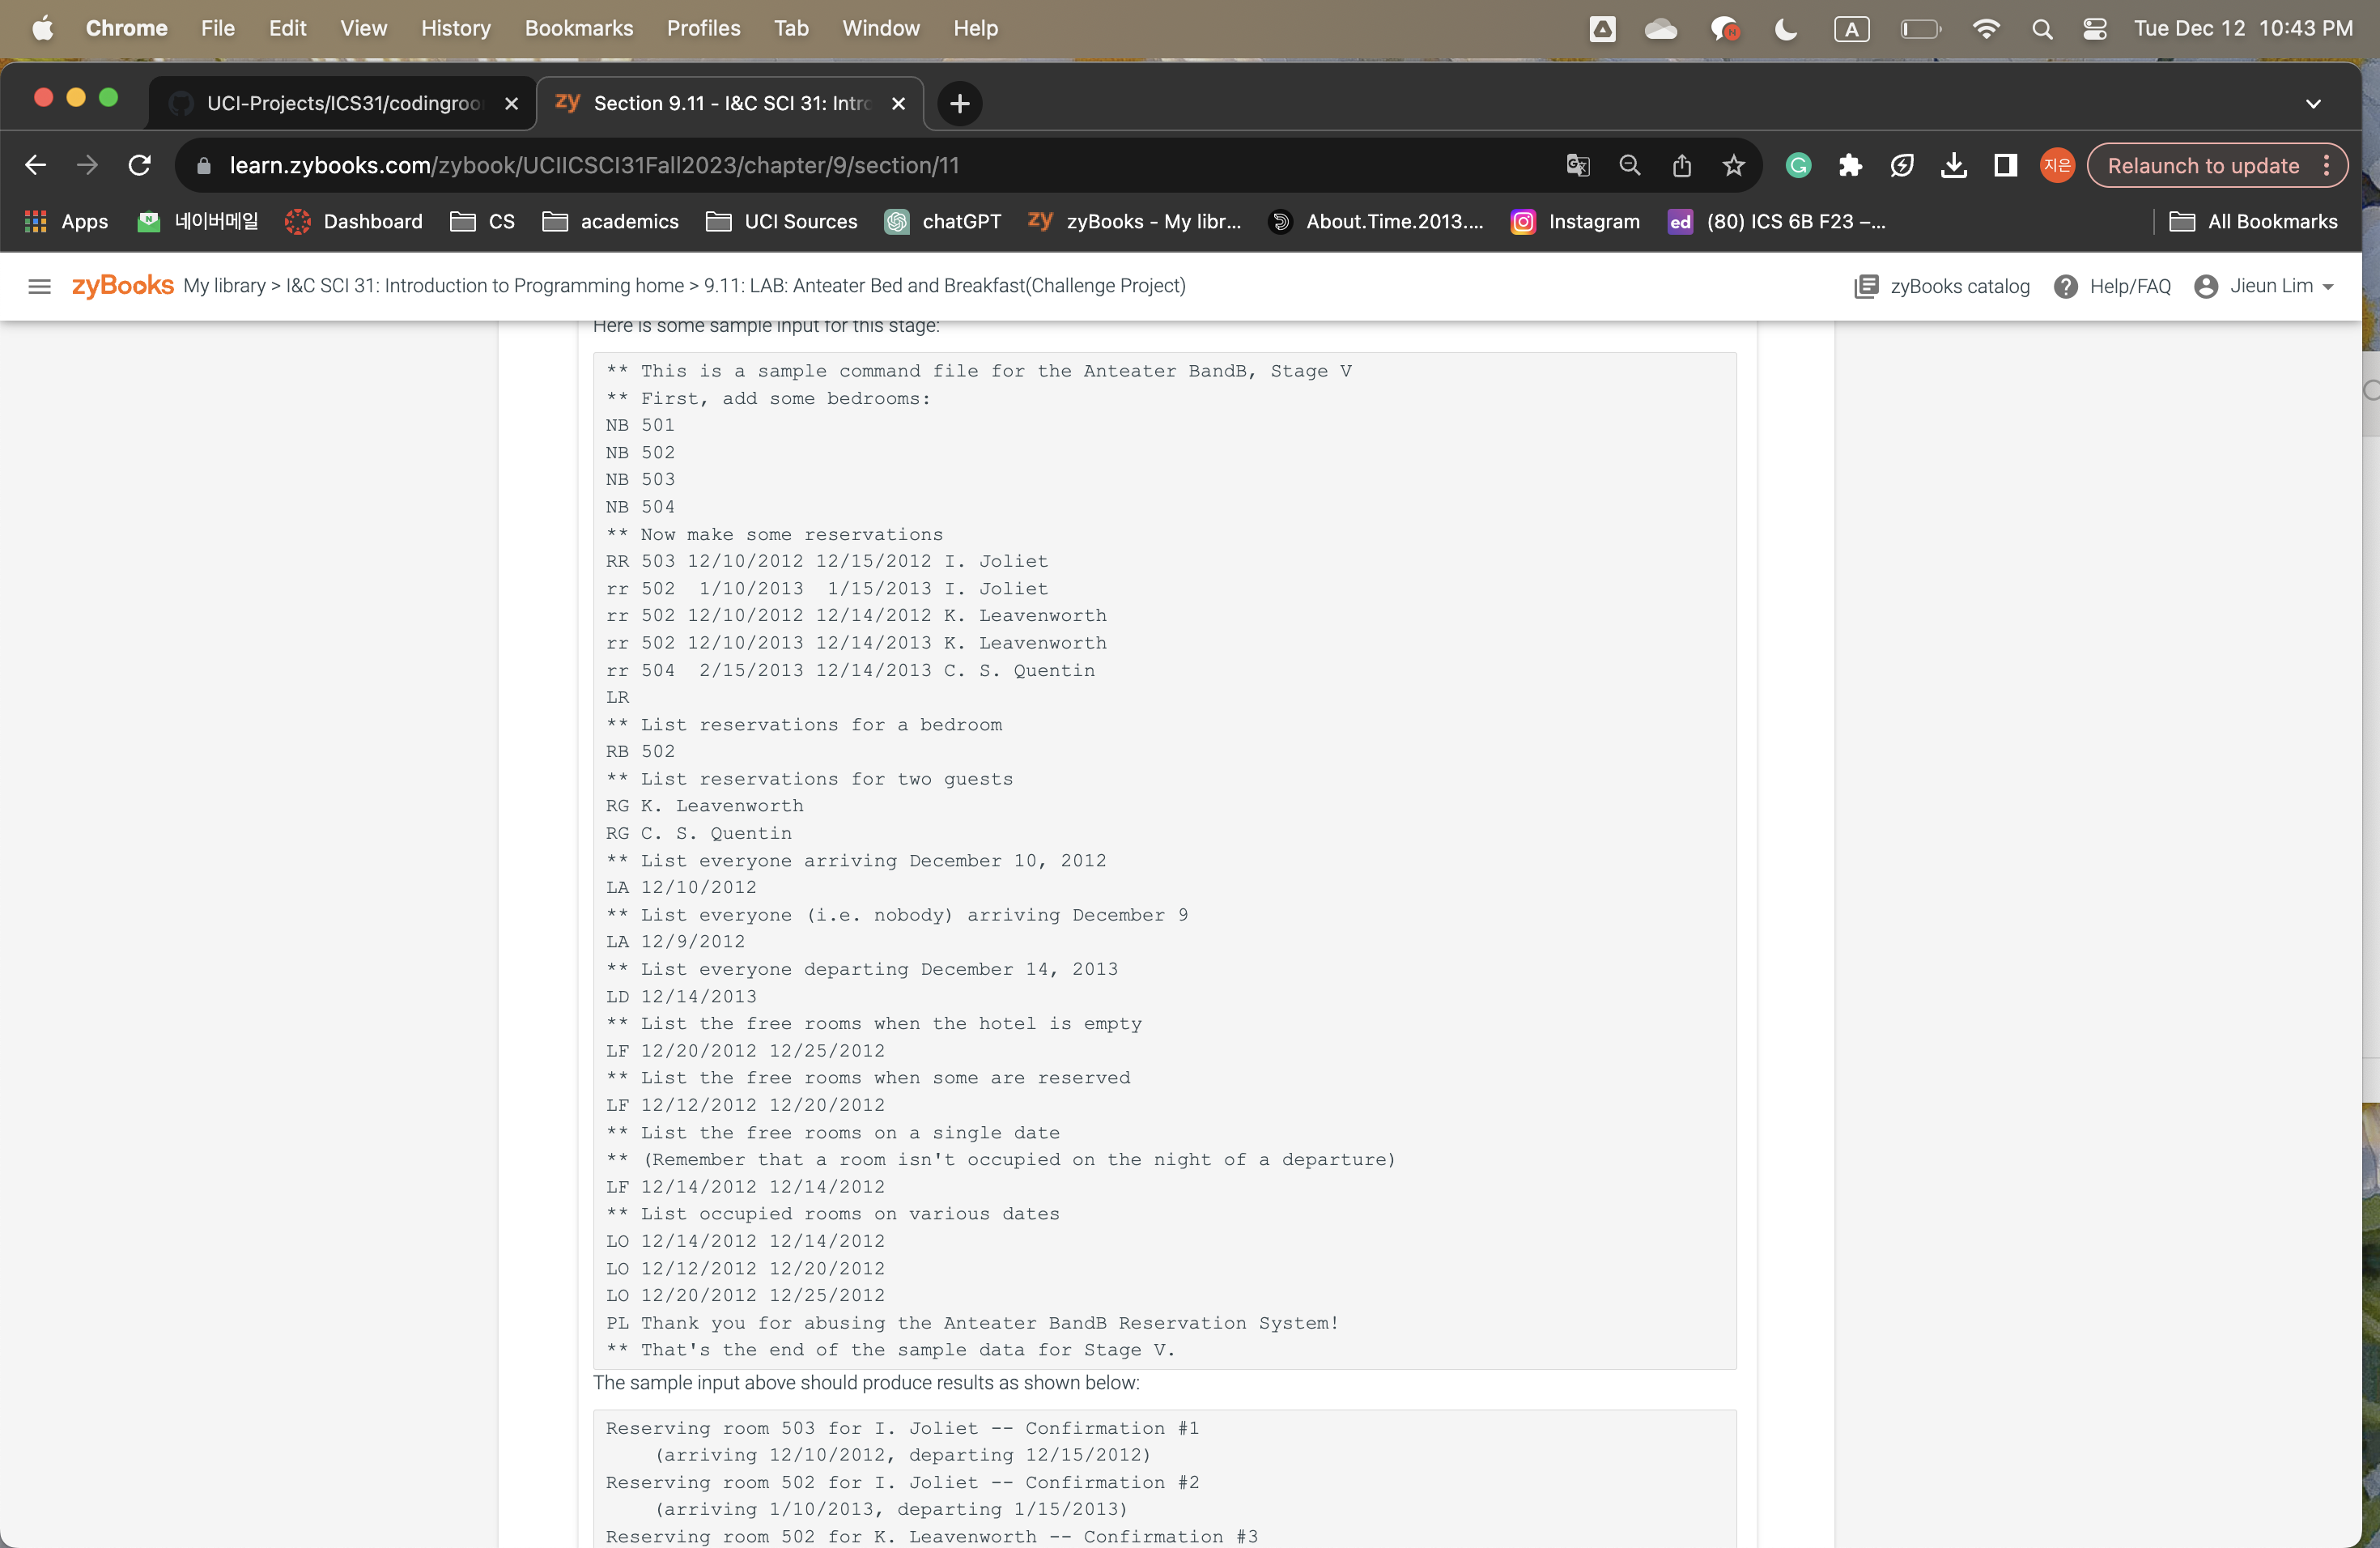 Chrome File Edit View History Bookmarks Profiles Tab Window Help N A Tue Dec 12 10:43 PM
UCI-Projects/ICS31/codingroo zy Section 9.11 - I&C SCI 31: Intro
learn.zybooks.com/zybook/UCIICSCI31Fall2023/chapter/9/section/11 G 지은 Relaunch to update
Apps N 네이버메일 Dashboard CS academics UCI Sources chatGPT zy zyBooks - My libr... About.Time.2013.... Instagram ed (80) ICS 6B F23 –... All Bookmarks
zyBooks My library > I&C SCI 31: Introduction to Programming home > 9.11: LAB: Anteater Bed and Breakfast(Challenge Project) zyBooks catalog ? Help/FAQ Jieun Lim
Here is some sample input for this stage:
** This is a sample command file for the Anteater BandB, Stage V
** First, add some bedrooms:
NB 501
NB 502
NB 503
NB 504
** Now make some reservations
RR 503 12/10/2012 12/15/2012 I. Joliet
rr 502  1/10/2013  1/15/2013 I. Joliet
rr 502 12/10/2012 12/14/2012 K. Leavenworth
rr 502 12/10/2013 12/14/2013 K. Leavenworth
rr 504  2/15/2013 12/14/2013 C. S. Quentin
LR
** List reservations for a bedroom
RB 502
** List reservations for two guests
RG K. Leavenworth
RG C. S. Quentin
** List everyone arriving December 10, 2012
LA 12/10/2012
** List everyone (i.e. nobody) arriving December 9
LA 12/9/2012
** List everyone departing December 14, 2013
LD 12/14/2013
** List the free rooms when the hotel is empty
LF 12/20/2012 12/25/2012
** List the free rooms when some are reserved
LF 12/12/2012 12/20/2012
** List the free rooms on a single date
** (Remember that a room isn't occupied on the night of a departure)
LF 12/14/2012 12/14/2012
** List occupied rooms on various dates
LO 12/14/2012 12/14/2012
LO 12/12/2012 12/20/2012
LO 12/20/2012 12/25/2012
PL Thank you for abusing the Anteater BandB Reservation System!
** That's the end of the sample data for Stage V.
The sample input above should produce results as shown below:
Reserving room 503 for I. Joliet -- Confirmation #1
(arriving 12/10/2012, departing 12/15/2012)
Reserving room 502 for I. Joliet -- Confirmation #2
(arriving 1/10/2013, departing 1/15/2013)
Reserving room 502 for K. Leavenworth -- Confirmation #3